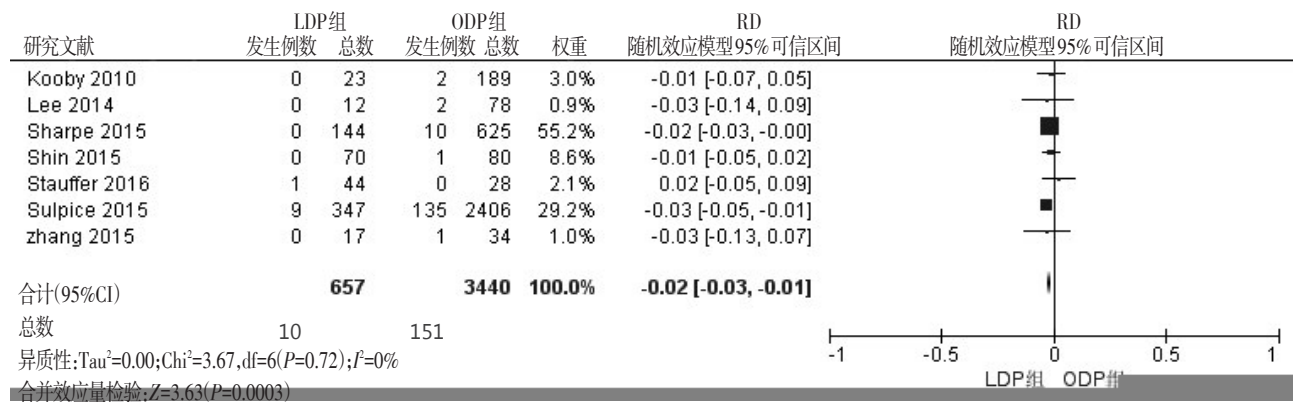 LDP组 ODP组 RD RD
研究文献 发生例数 总数 发生例数 总数 权重 随机效应模型95%可信区间 随机效应模型95%可信区间
Kooby 2010 0 23 2 189 3.0% -0.01 [-0.07, 0.05]
Lee 2014 0 12 2 78 0.9% -0.03 [-0.14, 0.09]
Sharpe 2015 0 144 10 625 55.2% -0.02 [-0.03, -0.00]
Shin 2015 0 70 1 80 8.6% -0.01 [-0.05, 0.02]
Stauffer 2016 1 44 0 28 2.1% 0.02 [-0.05, 0.09]
Sulpice 2015 9 347 135 2406 29.2% -0.03 [-0.05, -0.01]
zhang 2015 0 17 1 34 1.0% -0.03 [-0.13, 0.07]
合计(95%CI) 657 3440 100.0% -0.02 [-0.03, -0.01]
总数 10 151
异质性:Tau²=0.00;Chi²=3.67,df=6(P=0.72);I²=0%
-1 -0.5 0 0.5 1
LDP组 ODP组
合并效应量检验:Z=3.63(P=0.0003)